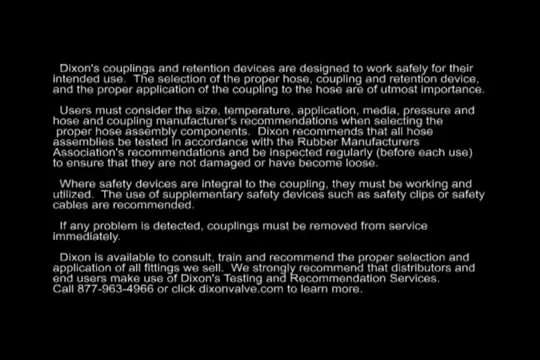 Dixon's couplings and retention devices are designed to work safely for their
intended use. The selection of the proper hose, coupling and retention device,
and the proper application of the coupling to the hose are of utmost importance.
Users must consider the size, temperature, application, media, pressure and
hose and coupling manufacturer's recommendations when selecting the
proper hose assembly components. Dixon recommends that all hose
assemblies be tested in accordance with the Rubber Manufacturers
Association's recommendations and be inspected regularly (before each use)
to ensure that they are not damaged or have become loose.
Where safety devices are integral to the coupling, they must be working and
utilized. The use of supplementary safety devices such as safety clips or safety
cables are recommended.
If any problem is detected, couplings must be removed from service
immediately.
Dixon is available to consult, train and recommend the proper selection and
application of all fittings we sell. We strongly recommend that distributors and
end users make use of Dixon's Testing and Recommendation Services.
Call 877-963-4966 or click dixonvalve.com to learn more.